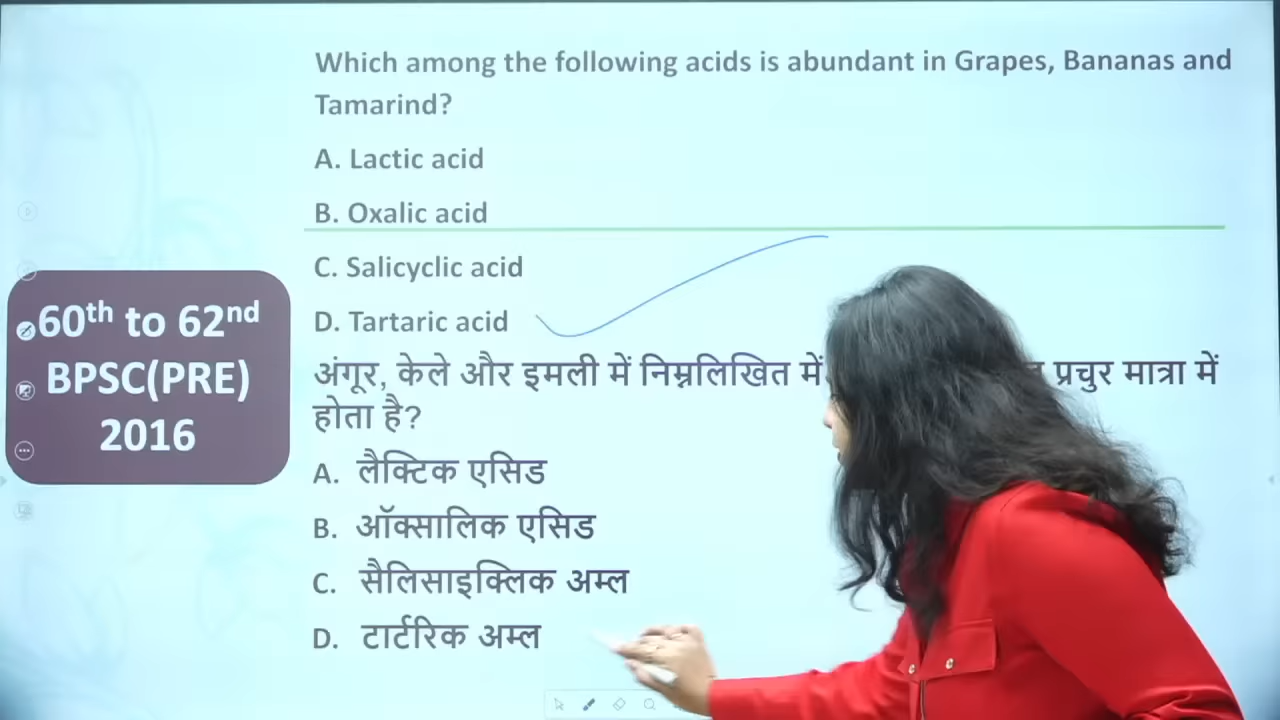 Which among the following acids is abundant in Grapes, Bananas and
Tamarind?
A. Lactic acid
B. Oxalic acid
C. Salicyclic acid
D. Tartaric acid
60th to 62nd
BPSC(PRE)
2016
अंगूर, केले और इमली में निम्नलिखित में प्रचुर मात्रा में
होता है?
A. लैक्टिक एसिड
B. ऑक्सालिक एसिड
C. सैलिसाइक्लिक अम्ल
D. टार्टरिक अम्ल